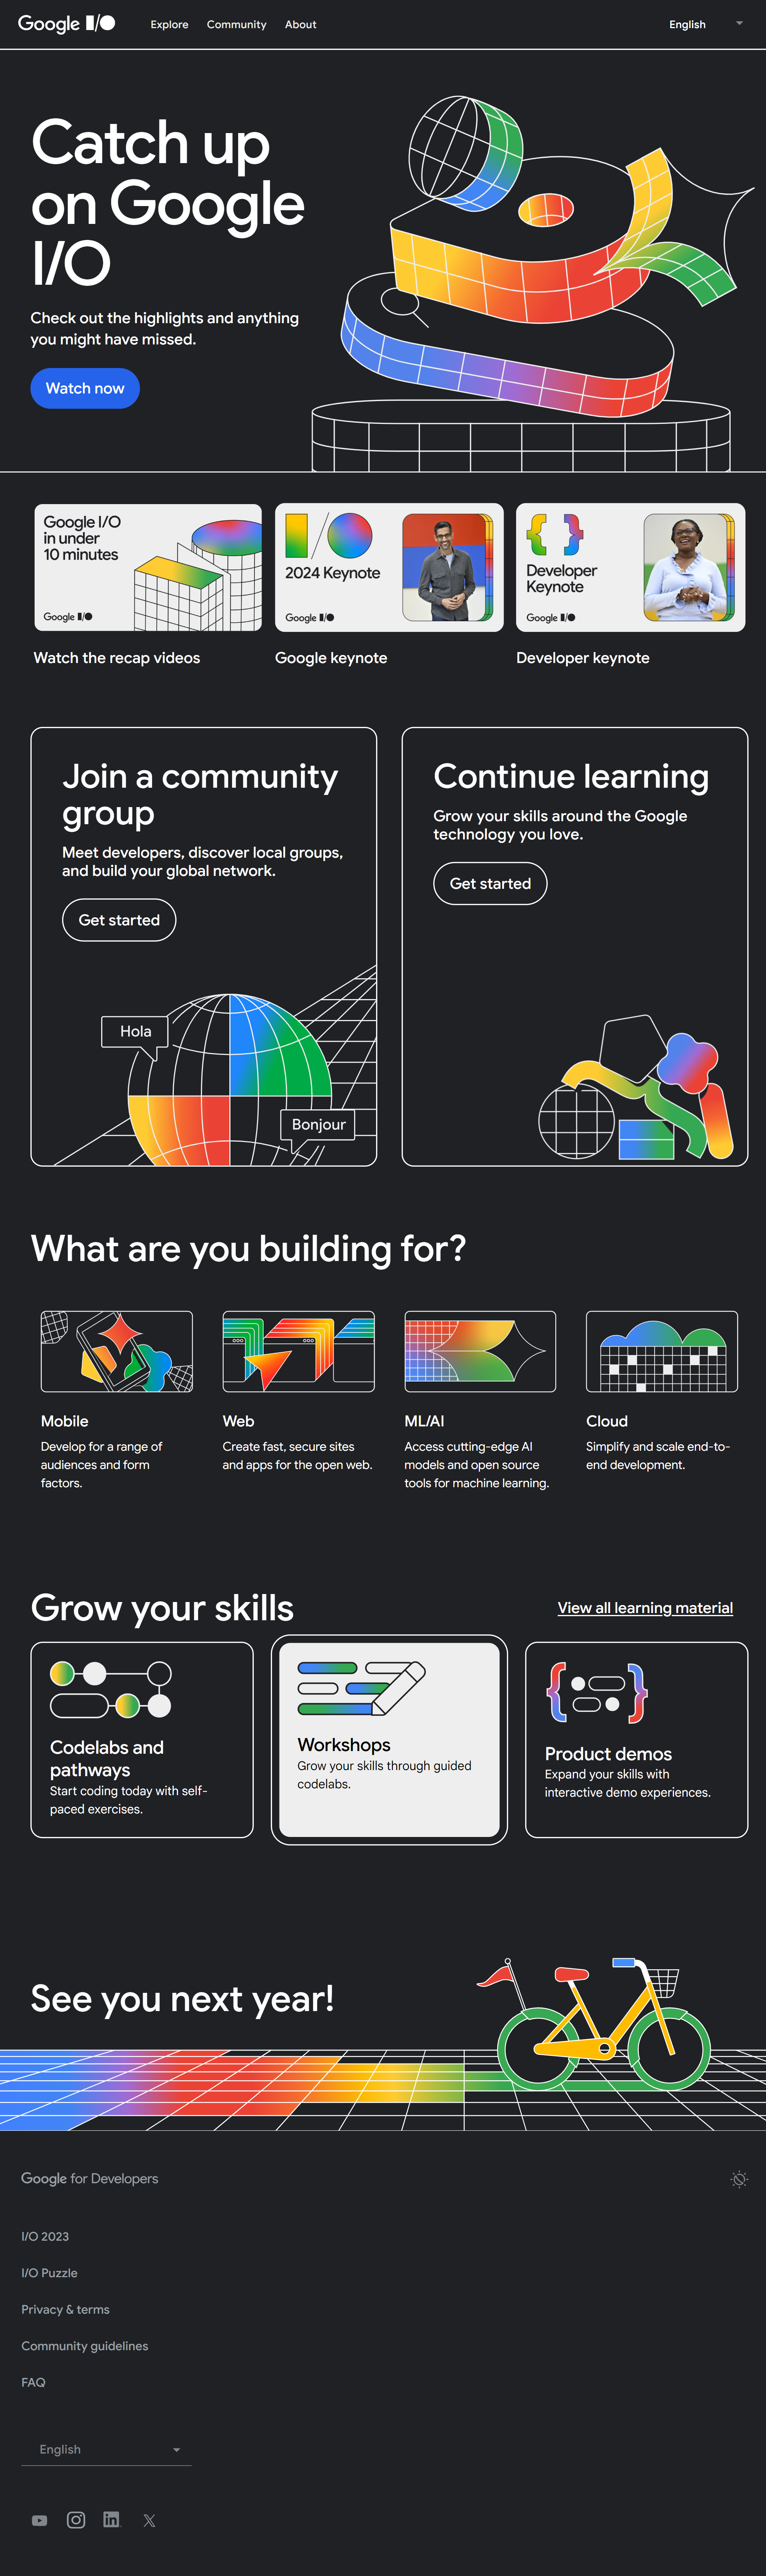 Google I/O
Explore
Community
About
English
Catch up
on Google
I/O
Check out the highlights and anything
you might have missed.
Watch now
Google I/O
in under
10 minutes
Google I/O
I/O
2024 Keynote
Google I/O
{ }
Developer
Keynote
Google I/O
Watch the recap videos
Google keynote
Developer keynote
Join a community
group
Meet developers, discover local groups,
and build your global network.
Get started
Hola
Bonjour
Continue learning
Grow your skills around the Google
technology you love.
Get started
What are you building for?
Mobile
Develop for a range of
audiences and form
factors.
Web
Create fast, secure sites
and apps for the open web.
ML/AI
Access cutting-edge AI
models and open source
tools for machine learning.
Cloud
Simplify and scale end-to-
end development.
Grow your skills
View all learning material
Codelabs and
pathways
Start coding today with self-
paced exercises.
Workshops
Grow your skills through guided
codelabs.
Product demos
Expand your skills with
interactive demo experiences.
See you next year!
Google for Developers
I/O 2023
I/O Puzzle
Privacy & terms
Community guidelines
FAQ
English
in
X